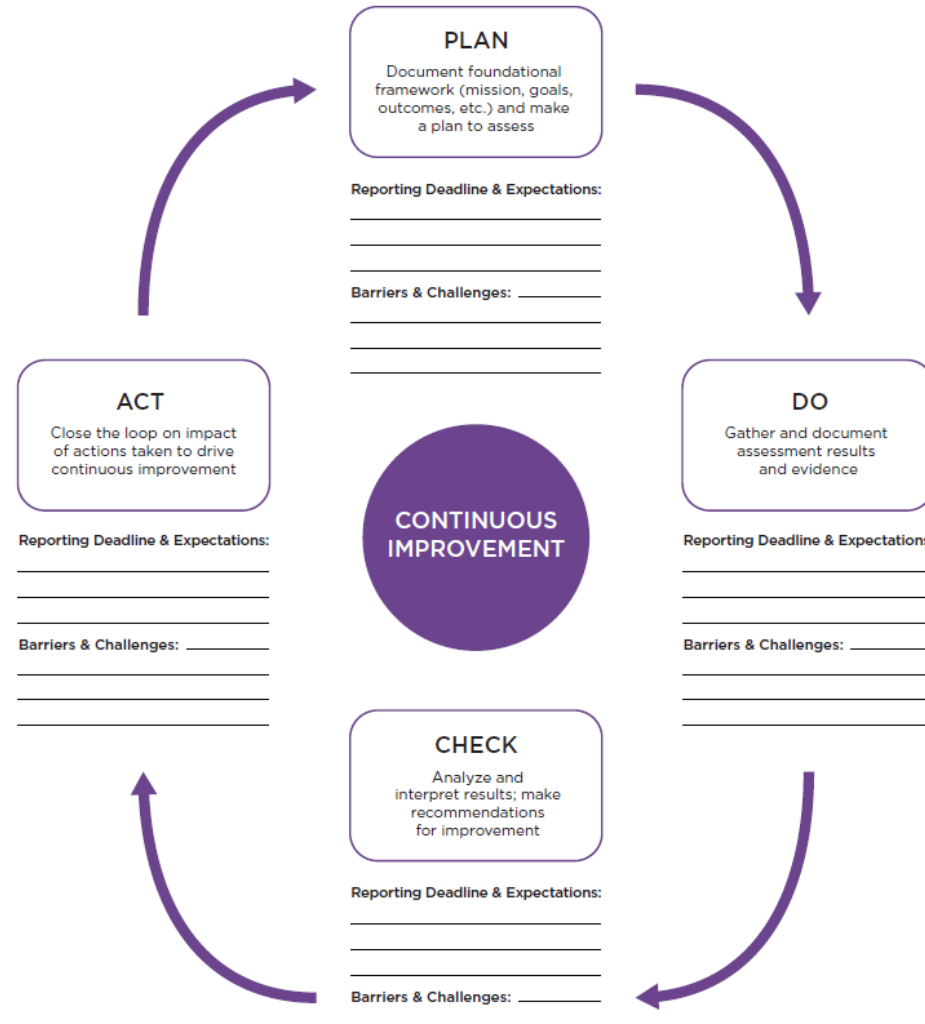 PLAN
Document foundational
framework (mission, goals,
outcomes, etc.) and make
a plan to assess
Reporting Deadline & Expectations:
Barriers & Challenges:
ACT
Close the loop on impact
of actions taken to drive
continuous improvement
Reporting Deadline & Expectations:
Barriers & Challenges:
CONTINUOUS
IMPROVEMENT
DO
Gather and document
assessment results
and evidence
Reporting Deadline & Expectations
Barriers & Challenges:
CHECK
Analyze and
interpret results; make
recommendations
for improvement
Reporting Deadline & Expectations:
Barriers & Challenges: